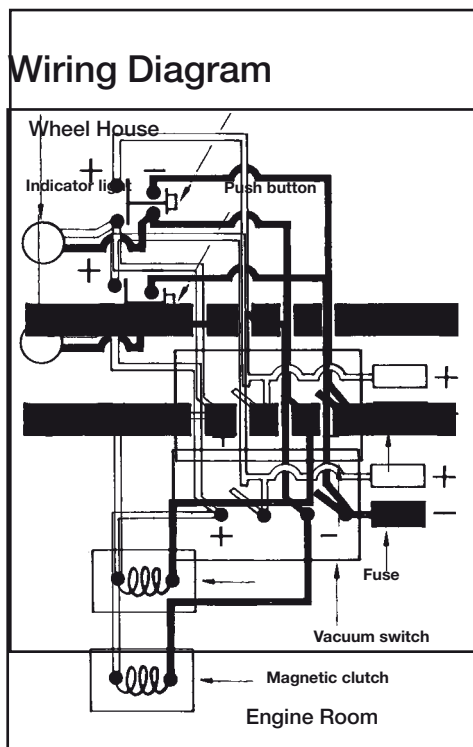 Wiring Diagram
Wheel House
+ −
Indicator light
Push button
+
+
+
+
+ − −
Fuse
Vacuum switch
Magnetic clutch
Engine Room